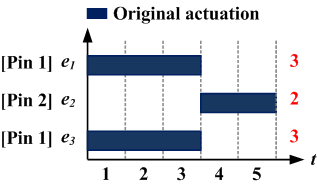 Original actuation
[Pin 1] e1 3
[Pin 2] e2 2
[Pin 1] e3 3
t
1 2 3 4 5